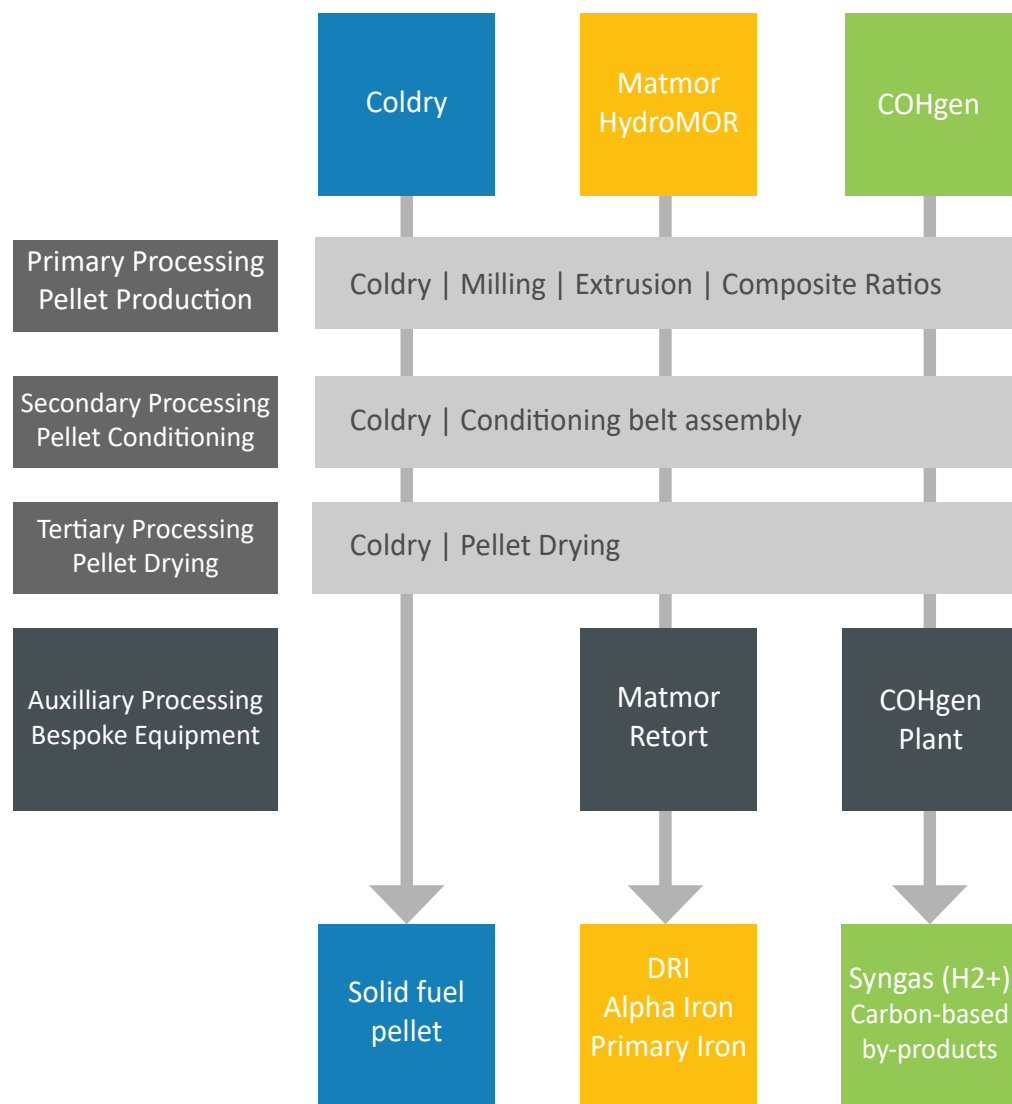 Coldry
Matmor
HydroMOR
COHgen
Primary Processing
Pellet Production
Coldry | Milling | Extrusion | Composite Ratios
Secondary Processing
Pellet Conditioning
Coldry | Conditioning belt assembly
Tertiary Processing
Pellet Drying
Coldry | Pellet Drying
Auxilliary Processing
Bespoke Equipment
Matmor
Retort
COHgen
Plant
Solid fuel
pellet
DRI
Alpha Iron
Primary Iron
Syngas (H2+)
Carbon-based
by-products